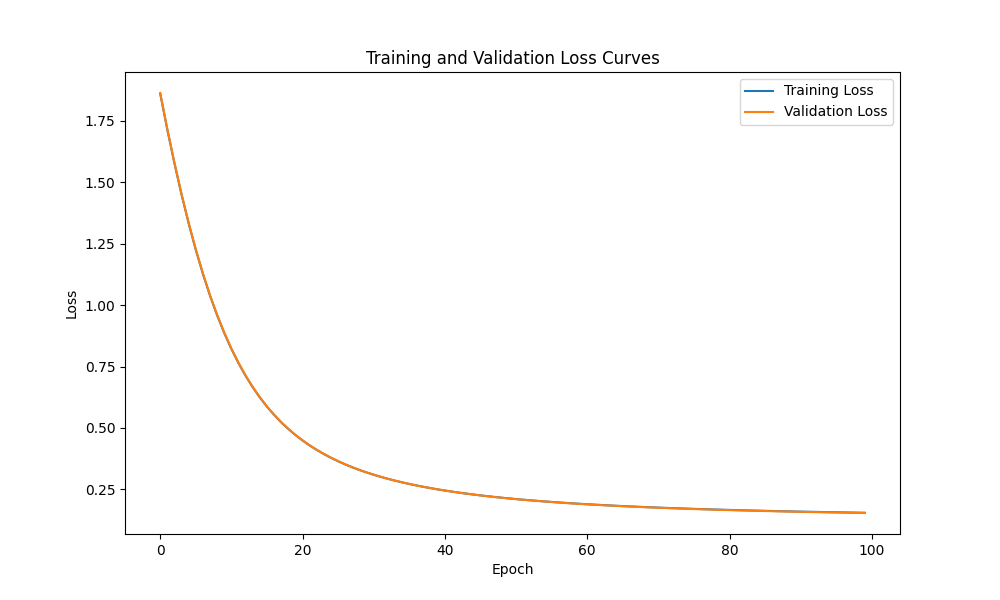 Training and Validation Loss Curves
Training Loss
Validation Loss
Loss
1.75
1.50
1.25
1.00
0.75
0.50
0.25
0 20 40 60 80 100
Epoch